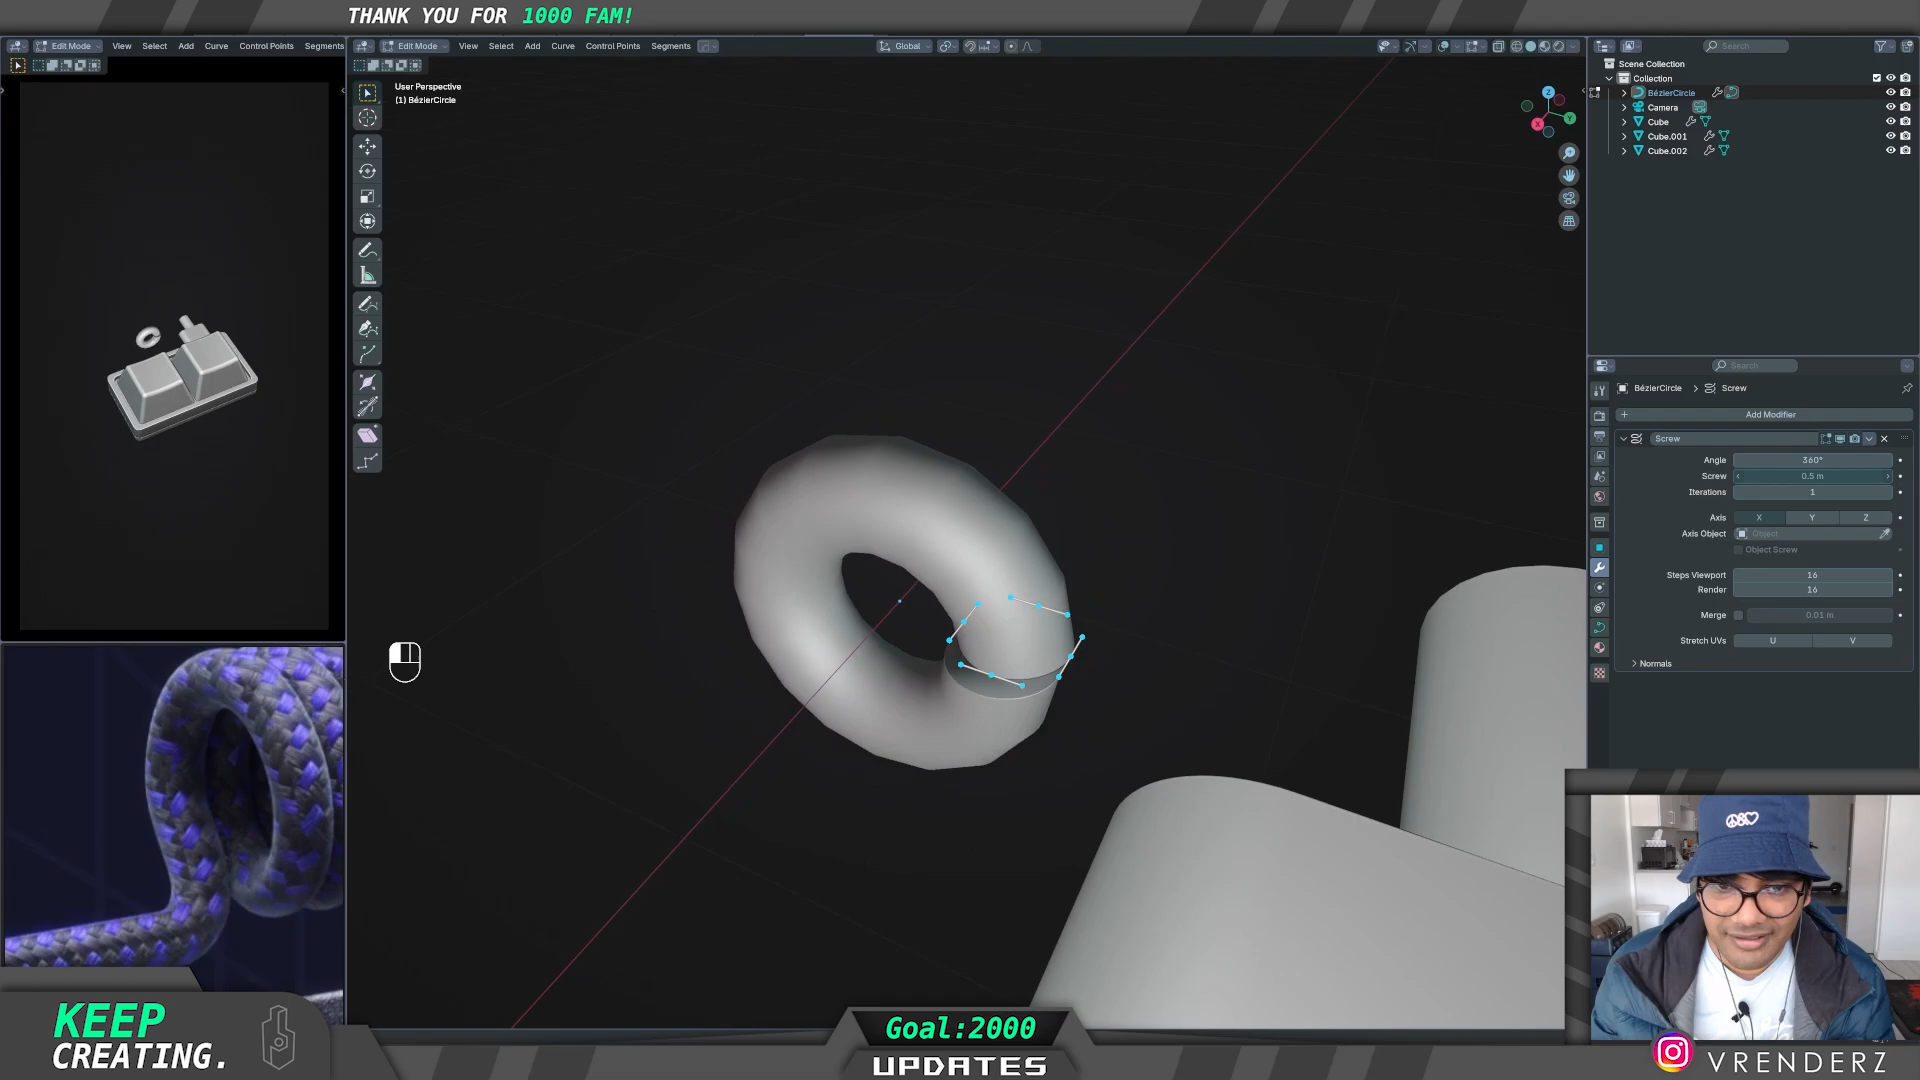 THANK YOU FOR 1000 FAM!
Edit Mode View Select Add Curve Control Points Segments
Edit Mode View Select Add Curve Control Points Segments
Global
Search
User Perspective
(1) BézierCircle
Z
Y
X
Scene Collection
Collection
BézierCircle
Camera
Cube
Cube.001
Cube.002
Search
BézierCircle > Screw
+ Add Modifier
Screw
Angle 360°
Screw 0.5 m
Iterations 1
Axis X Y Z
Axis Object Object
Object Screw
Steps Viewport 16
Render 16
Merge 0.01 m
Stretch UVs U V
Normals
KEEP
CREATING.
Goal:2000
UPDATES
VRENDERZ